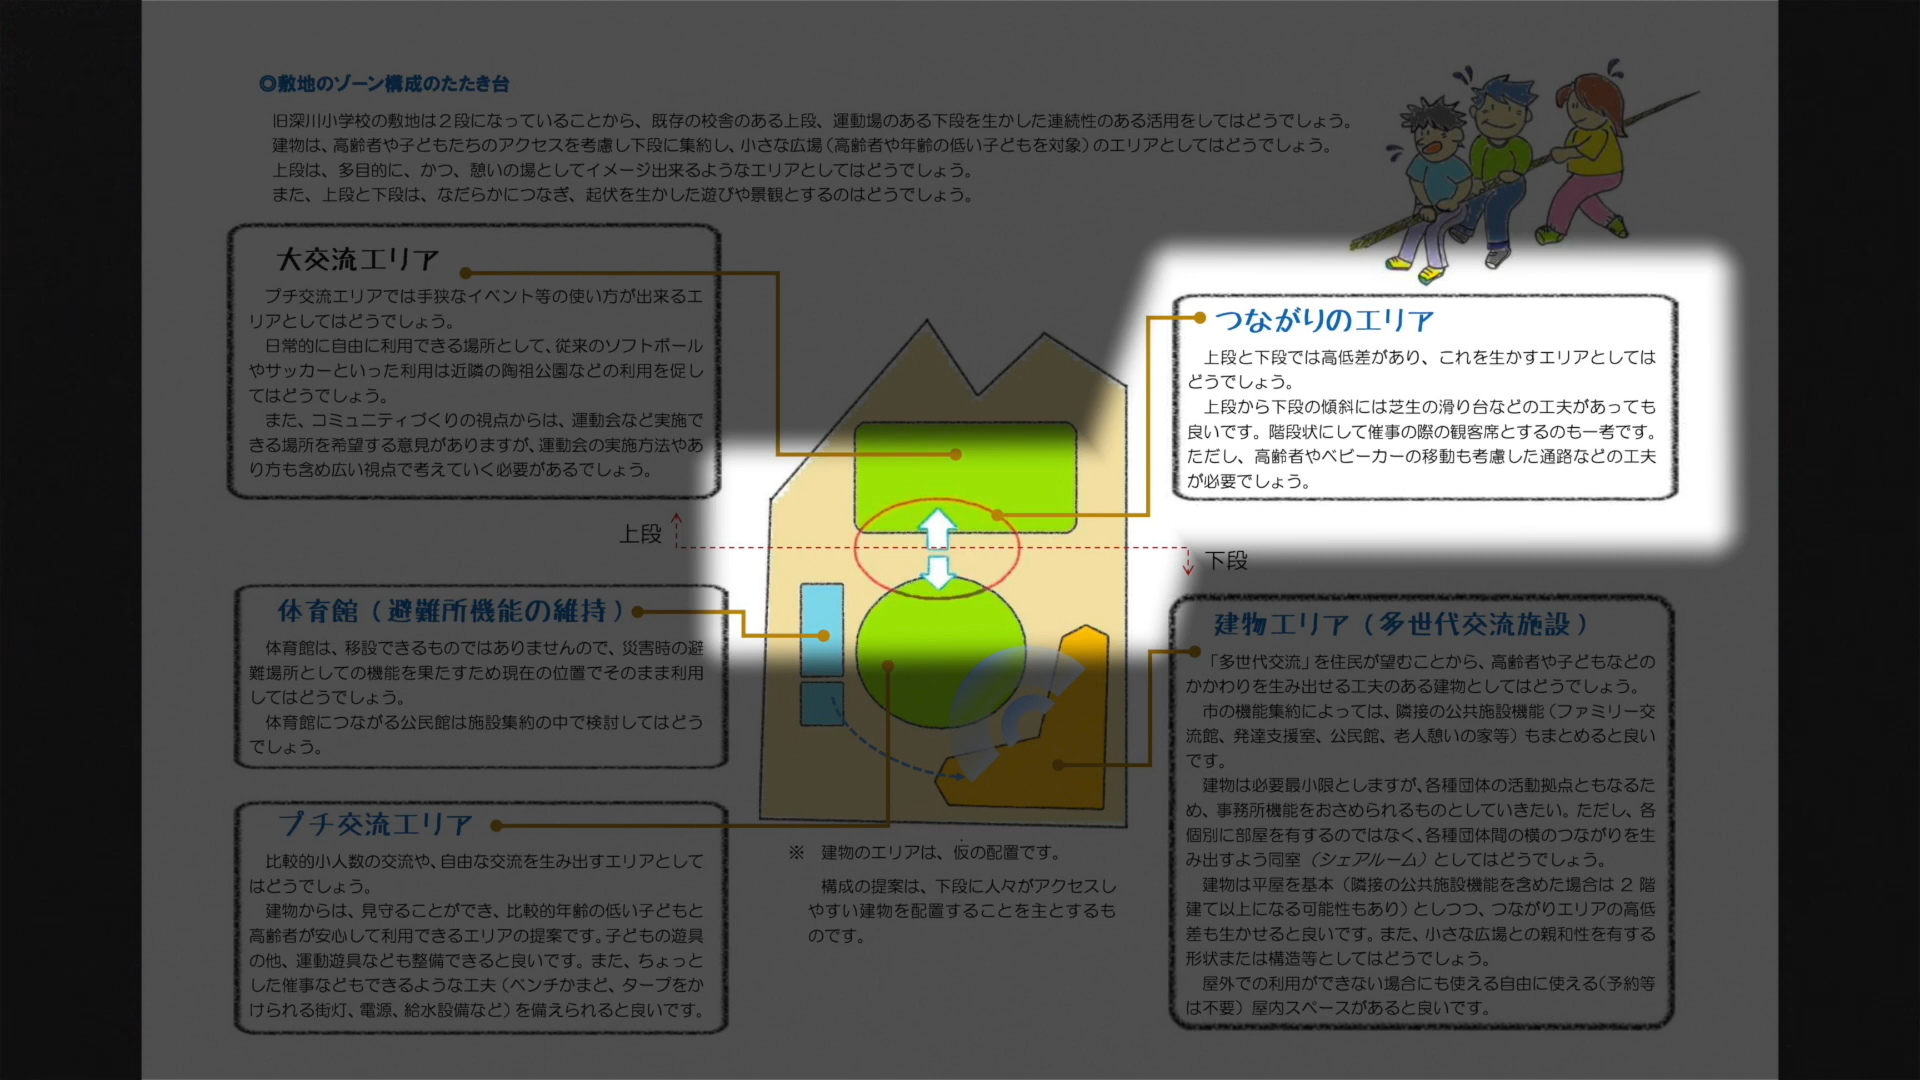 ◎敷地のゾーン構成のたたき台
旧深川小学校の敷地は２段になっていることから、既存の校舎のある上段、運動場のある下段を生かした連続性のある活用をしてはどうでしょう。
建物は、高齢者や子どもたちのアクセスを考慮し下段に集約し、小さな広場（高齢者や年齢の低い子どもを対象）のエリアとしてはどうでしょう。
上段は、多目的に、かつ、憩いの場としてイメージ出来るようなエリアとしてはどうでしょう。
また、上段と下段は、なだらかにつなぎ、起伏を生かした遊びや景観とするのはどうでしょう。
大交流エリア
プチ交流エリアでは手狭なイベント等の使い方が出来るエ
リアとしてはどうでしょう。
日常的に自由に利用できる場所として、従来のソフトボール
やサッカーといった利用は近隣の陶祖公園などの利用を促し
てはどうでしょう。
また、コミュニティづくりの視点からは、運動会など実施で
きる場所を希望する意見がありますが、運動会の実施方法やあ
り方も含め広い視点で考えていく必要があるでしょう。
つながりのエリア
上段と下段では高低差があり、これを生かすエリアとしては
どうでしょう。
上段から下段の傾斜には芝生の滑り台などの工夫があっても
良いです。階段状にして催事の際の観客席とするのも一考です。
ただし、高齢者やベビーカーの移動も考慮した通路などの工夫
が必要でしょう。
上段
下段
体育館（避難所機能の維持）
体育館は、移設できるものではありませんので、災害時の避
難場所としての機能を果たすため現在の位置でそのまま利用
してはどうでしょう。
体育館につながる公民館は施設集約の中で検討してはどう
でしょう。
プチ交流エリア
比較的小人数の交流や、自由な交流を生み出すエリアとして
はどうでしょう。
建物からは、見守ることができ、比較的年齢の低い子どもと
高齢者が安心して利用できるエリアの提案です。子どもの遊具
の他、運動遊具なども整備できると良いです。また、ちょっと
した催事などもできるような工夫（ベンチかまど、タープをか
けられる街灯、電源、給水設備など）を備えられると良いです。
※　建物のエリアは、仮の配置です。
構成の提案は、下段に人々がアクセスし
やすい建物を配置することを主とするも
のです。
建物エリア（多世代交流施設）
「多世代交流」を住民が望むことから、高齢者や子どもなどの
かかわりを生み出せる工夫のある建物としてはどうでしょう。
市の機能集約によっては、隣接の公共施設機能（ファミリー交
流館、発達支援室、公民館、老人憩いの家等）もまとめると良い
です。
建物は必要最小限としますが、各種団体の活動拠点ともなるた
め、事務所機能をおさめられるものとしていきたい。ただし、各
個別に部屋を有するのではなく、各種団体間の横のつながりを生
み出すよう同室（シェアルーム）としてはどうでしょう。
建物は平屋を基本（隣接の公共施設機能を含めた場合は 2 階
建て以上になる可能性もあり）としつつ、つながりエリアの高低
差も生かせると良いです。また、小さな広場との親和性を有する
形状または構造等としてはどうでしょう。
屋外での利用ができない場合にも使える自由に使える（予約等
は不要）屋内スペースがあると良いです。